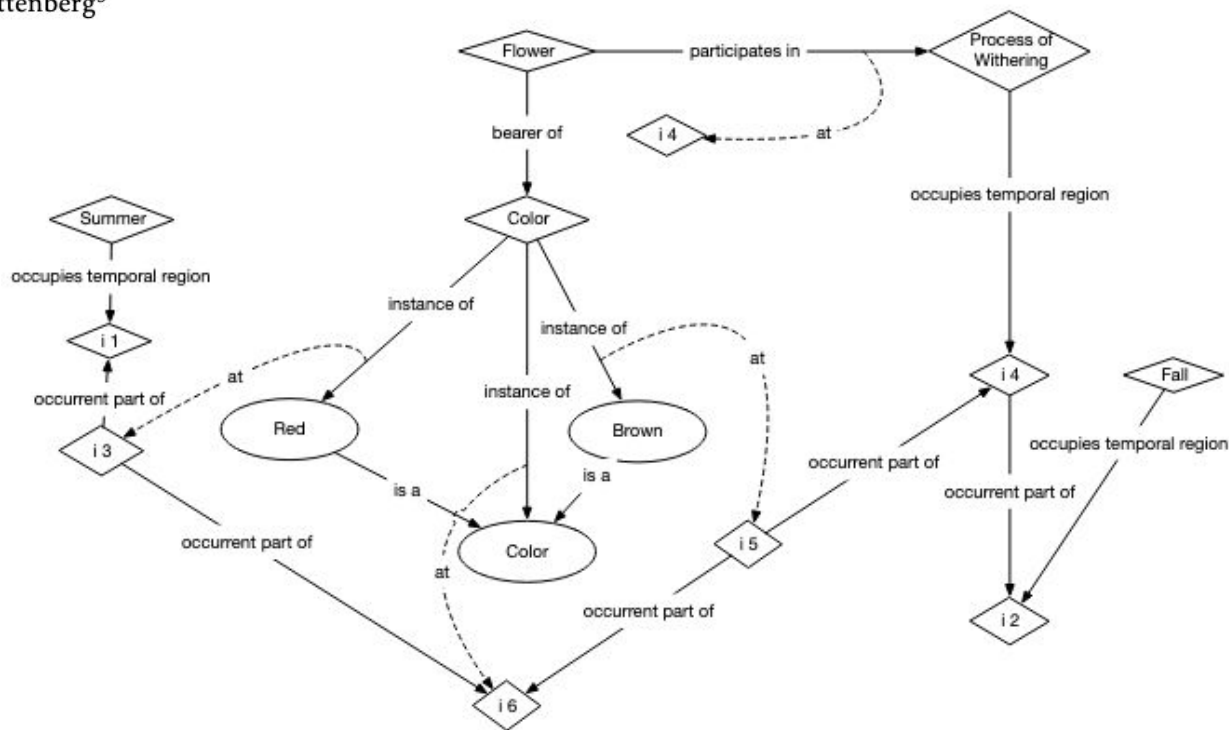 Flower
participates in
Process of
Withering
bearer of
i 4
at
occupies temporal region
Summer
Color
occupies temporal region
instance of
instance of
i 1
at
at
occurrent part of
instance of
i 4
Fall
Red
Brown
i 3
occupies temporal region
occurrent part of
is a
is a
occurrent part of
occurrent part of
Color
i 5
at
occurrent part of
i 2
i 6